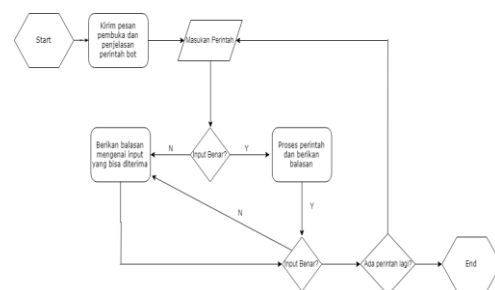 Start
Kirim pesan
pembuka dan
penjelasan
perintah bot
Masukan Perintah
Berikan balasan
mengenai input
yang bisa diterima
N
Input Benar?
Y
Proses perintah
dan berikan
balasan
Y
N
Input Benar?
Ada perintah lagi?
End